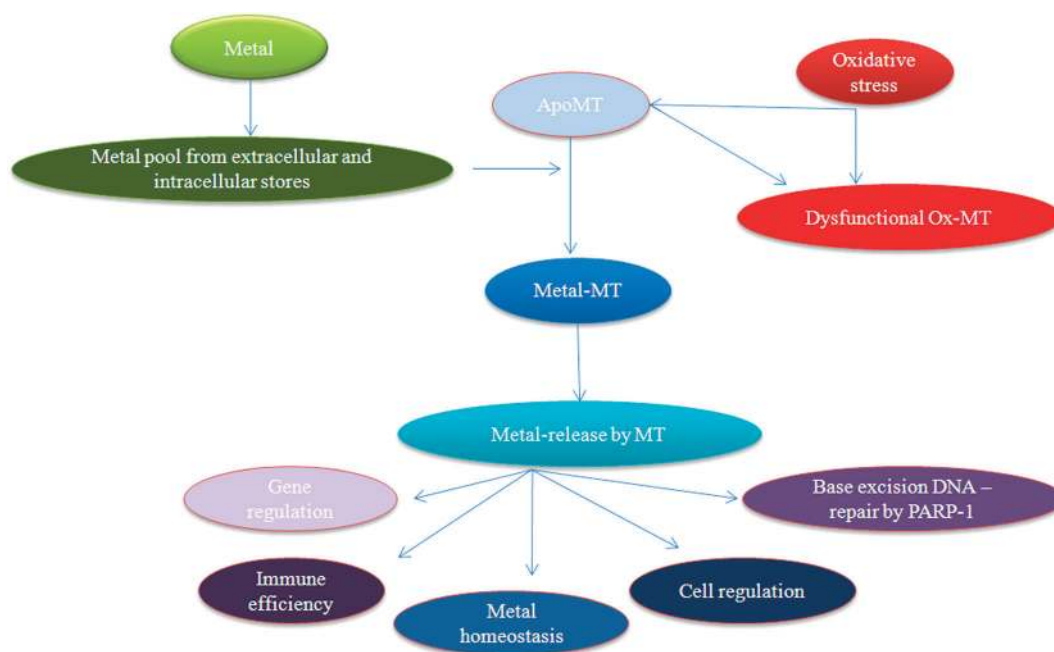 Metal
Oxidative
stress
ApoMT
Metal pool from extracellular and
intracellular stores
Dysfunctional Ox-MT
Metal-MT
Metal-release by MT
Gene
regulation
Base excision DNA –
repair by PARP-1
Immune
efficiency
Metal
homeostasis
Cell regulation